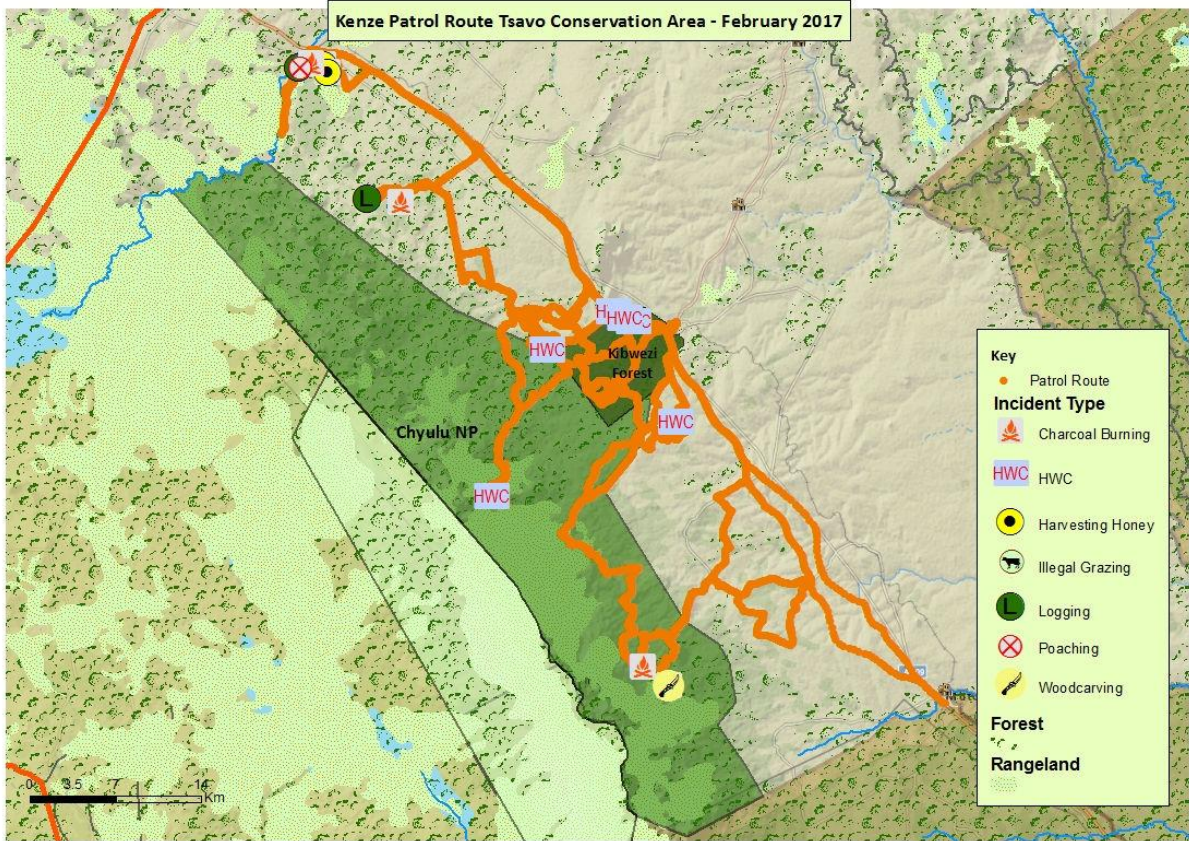 Kenze Patrol Route Tsavo Conservation Area - February 2017
L
HWC
HWC
Kibwezi
Forest
HWC
Chyulu NP
HWC
Key
Patrol Route
Incident Type
Charcoal Burning
HWC HWC
Harvesting Honey
Illegal Grazing
L Logging
Poaching
Woodcarving
Forest
Rangeland
0 3.5 7 14
Km